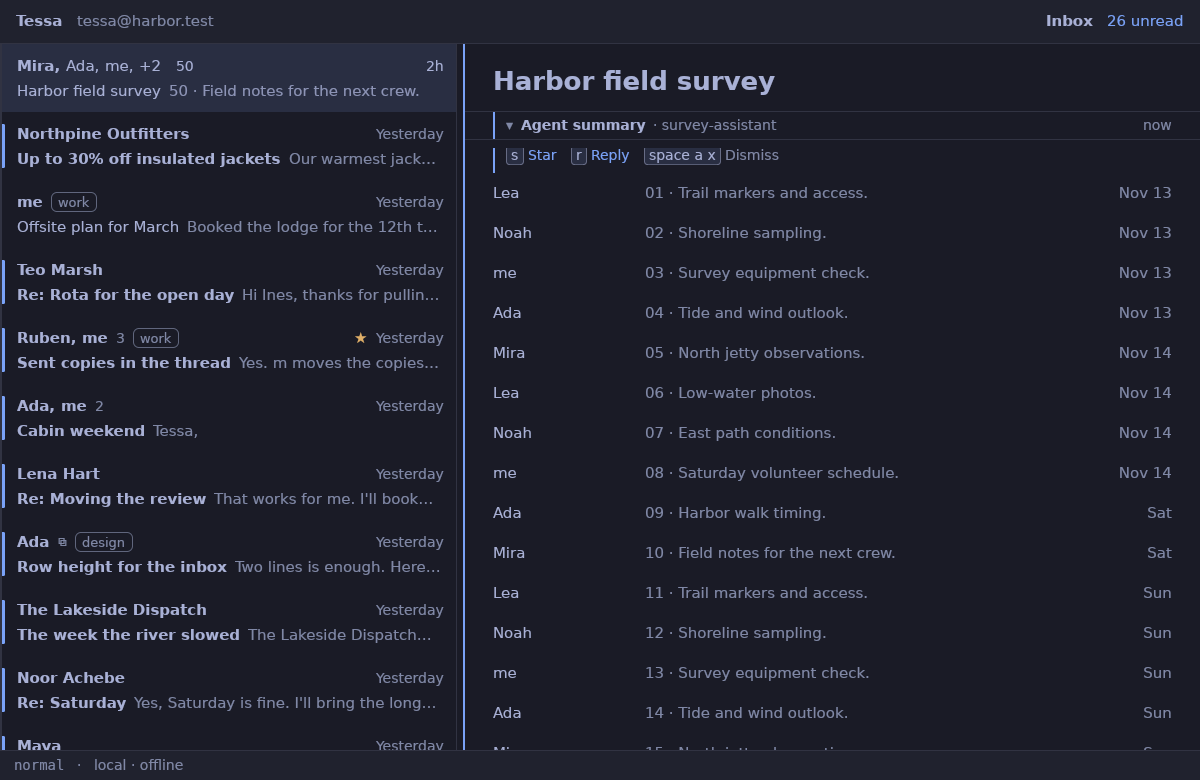 Tessa tessa@harbor.test
Inbox 26 unread
Mira, Ada, me, +2 50 2h
Harbor field survey 50 · Field notes for the next crew.
Northpine Outfitters Yesterday
Up to 30% off insulated jackets Our warmest jack…
me work Yesterday
Offsite plan for March Booked the lodge for the 12th t…
Teo Marsh Yesterday
Re: Rota for the open day Hi Ines, thanks for pullin…
Ruben, me 3 work ★ Yesterday
Sent copies in the thread Yes. m moves the copies…
Ada, me 2 Yesterday
Cabin weekend Tessa,
Lena Hart Yesterday
Re: Moving the review That works for me. I'll book…
Ada design Yesterday
Row height for the inbox Two lines is enough. Here…
The Lakeside Dispatch Yesterday
The week the river slowed The Lakeside Dispatch…
Noor Achebe Yesterday
Re: Saturday Yes, Saturday is fine. I'll bring the long…
Maya Yesterday
Harbor field survey
▾ Agent summary · survey-assistant now
s Star r Reply space a x Dismiss
Lea 01 · Trail markers and access. Nov 13
Noah 02 · Shoreline sampling. Nov 13
me 03 · Survey equipment check. Nov 13
Ada 04 · Tide and wind outlook. Nov 13
Mira 05 · North jetty observations. Nov 14
Lea 06 · Low-water photos. Nov 14
Noah 07 · East path conditions. Nov 14
me 08 · Saturday volunteer schedule. Nov 14
Ada 09 · Harbor walk timing. Sat
Mira 10 · Field notes for the next crew. Sat
Lea 11 · Trail markers and access. Sun
Noah 12 · Shoreline sampling. Sun
me 13 · Survey equipment check. Sun
Ada 14 · Tide and wind outlook. Sun
normal · local · offline